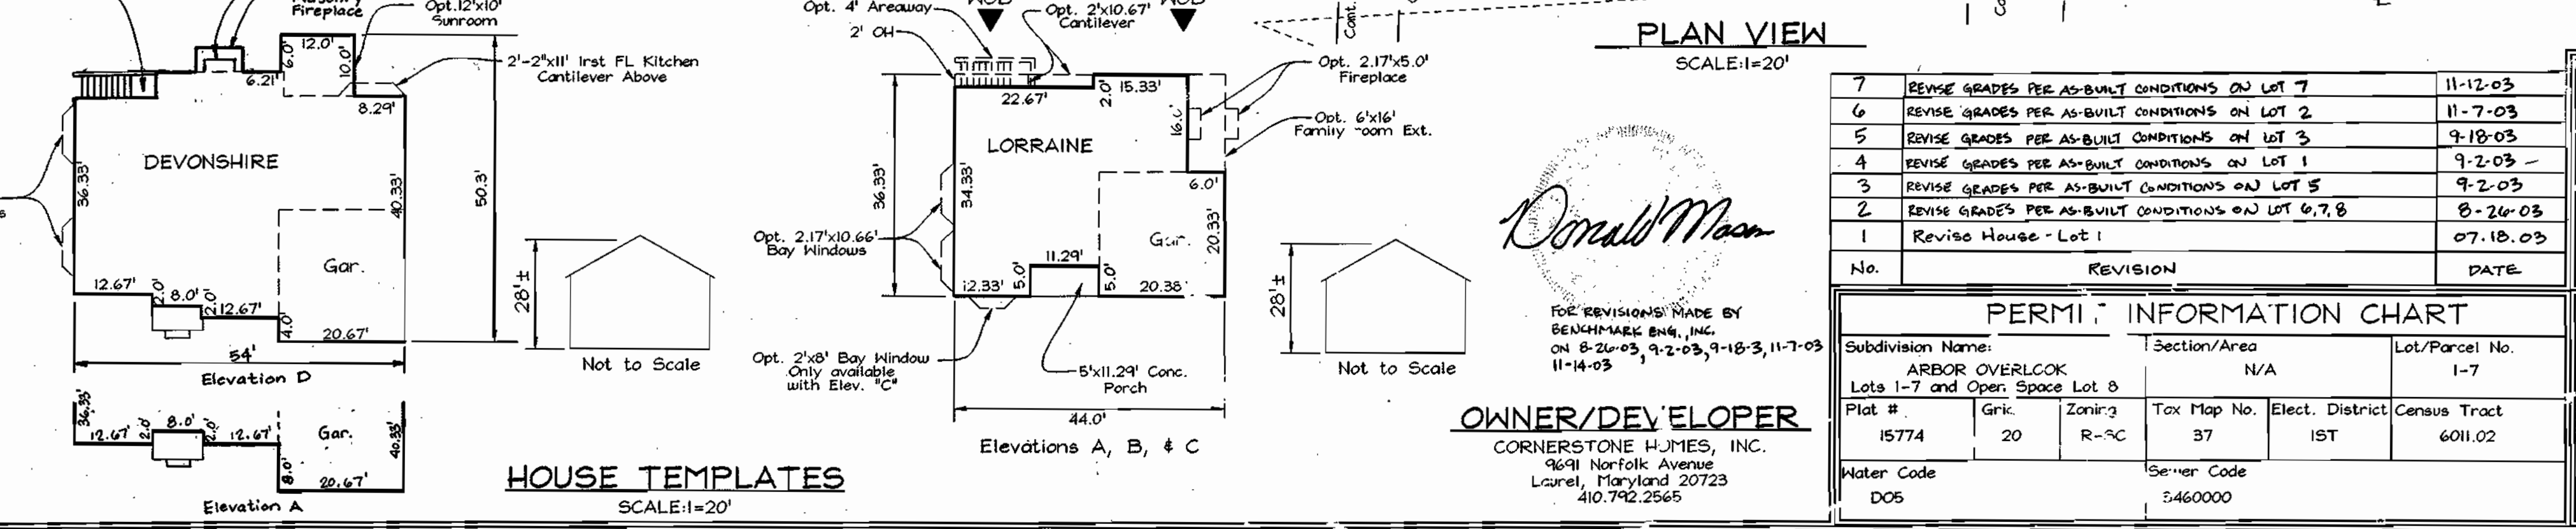 Fireplace
Opt.12'x10'
Sunroom
6.0'
12.0'
10.0'
6.21'
2'-2"x11' 1rst FL Kitchen
Cantilever Above
8.29'
DEVONSHIRE
36.33'
40.33'
50.3'
Gar.
12.67'
2.0'
8.0'
2.0'
12.67'
4.0'
20.67'
54'
Elevation D
28'±
Not to Scale
36.33'
12.67'
2.0'
8.0'
2.0'
12.67'
Gar.
40.33'
8.0'
20.67'
Elevation A
HOUSE TEMPLATES
SCALE:1=20'
Opt. 4' Areaway
2' OH
Opt. 2'x10.67'
Cantilever
22.67'
2.0'
15.33'
Opt. 2.17'x5.0'
Fireplace
Opt. 6'x16'
Family room Ext.
LORRAINE
36.33'
34.33'
6.0'
20.33'
Gar.
Opt. 2.17'x10.66'
Bay Windows
11.29'
12.33'
5.0'
5.0'
20.38'
Opt. 2'x8' Bay Window
Only available
with Elev. "C"
5'x11.29' Conc.
Porch
44.0'
Elevations A, B, & C
28'±
Not to Scale
Cont.
PLAN VIEW
SCALE:1=20'
Donald Mason
FOR REVISIONS MADE BY
BENCHMARK ENG., INC.
ON 8-26-03, 9-2-03, 9-18-3, 11-7-03
11-14-03
OWNER/DEVELOPER
CORNERSTONE HOMES, INC.
9691 Norfolk Avenue
Laurel, Maryland 20723
410.792.2565
7 REVISE GRADES PER AS-BUILT CONDITIONS ON LOT 7 11-12-03
6 REVISE GRADES PER AS-BUILT CONDITIONS ON LOT 2 11-7-03
5 REVISE GRADES PER AS-BUILT CONDITIONS ON LOT 3 9-18-03
4 REVISE GRADES PER AS-BUILT CONDITIONS ON LOT 1 9-2-03 -
3 REVISE GRADES PER AS-BUILT CONDITIONS ON LOT 5 9-2-03
2 REVISE GRADES PER AS-BUILT CONDITIONS ON LOT 6,7,8 8-26-03
1 Revise House - Lot 1 07.18.03
No. REVISION DATE
PERMIT INFORMATION CHART
Subdivision Name: Section/Area Lot/Parcel No.
ARBOR OVERLOOK N/A 1-7
Lots 1-7 and Open Space Lot 8
Plat # Grid Zoning Tax Map No. Elect. District Census Tract
15774 20 R-SC 37 1ST 6011.02
Water Code Sewer Code
D05